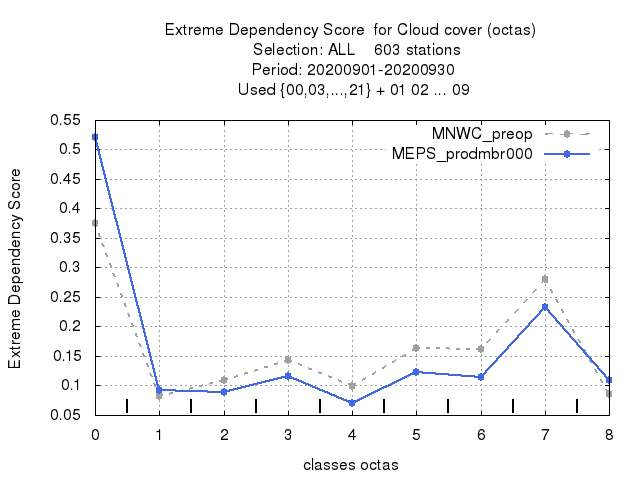 Extreme Dependency Score  for Cloud cover (octas)
Selection: ALL    603 stations
Period: 20200901-20200930
Used {00,03,...,21} + 01 02 ... 09
MNWC_preop
MEPS_prodmbr000
Extreme Dependency Score
0.55
0.5
0.45
0.4
0.35
0.3
0.25
0.2
0.15
0.1
0.05
0 1 2 3 4 5 6 7 8
classes octas